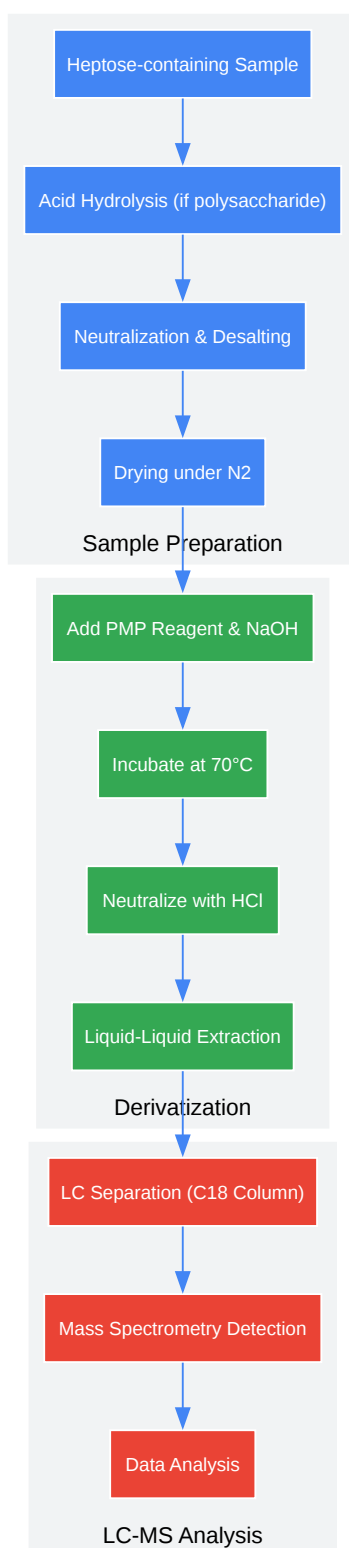 Heptose-containing Sample
Acid Hydrolysis (if polysaccharide)
Neutralization & Desalting
Drying under N2
Sample Preparation
Add PMP Reagent & NaOH
Incubate at 70°C
Neutralize with HCl
Liquid-Liquid Extraction
Derivatization
LC Separation (C18 Column)
Mass Spectrometry Detection
Data Analysis
LC-MS Analysis